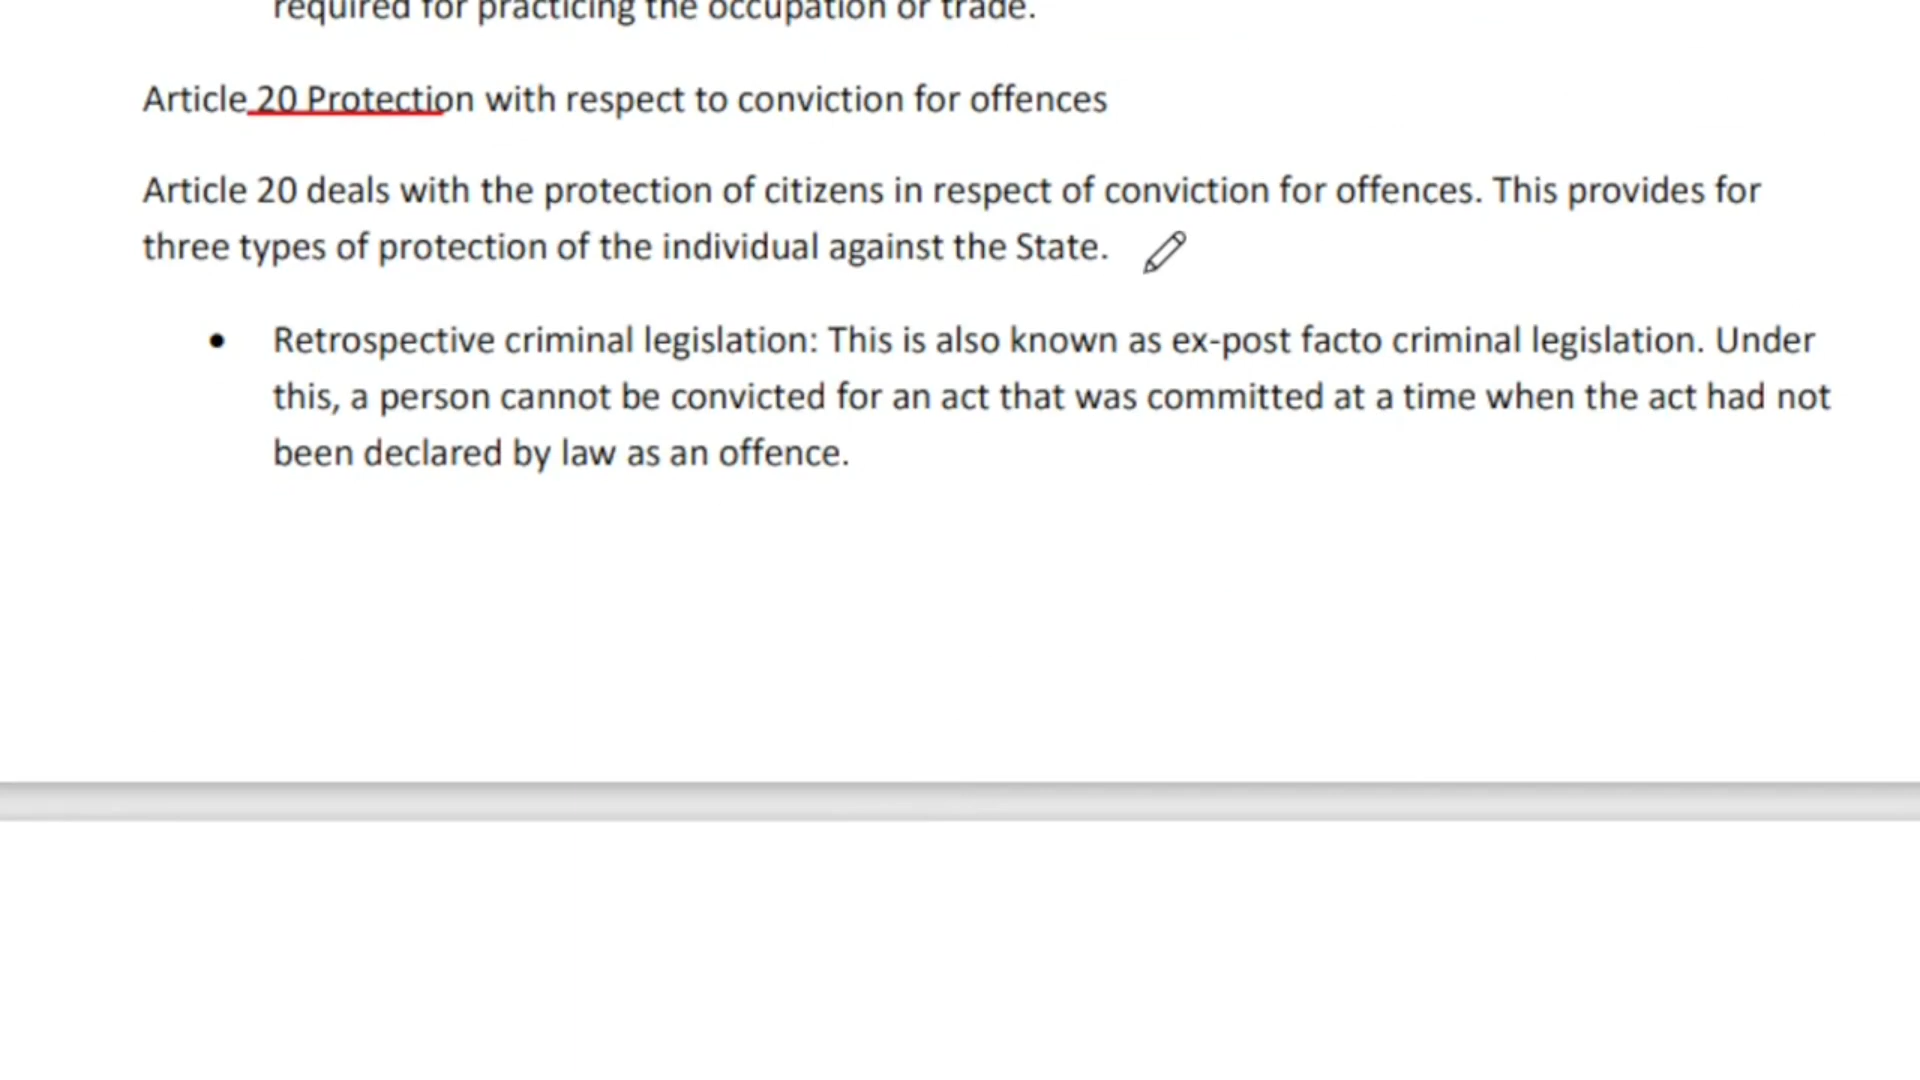 required for practicing the occupation or trade.
Article 20 Protection with respect to conviction for offences
Article 20 deals with the protection of citizens in respect of conviction for offences. This provides for
three types of protection of the individual against the State.
• Retrospective criminal legislation: This is also known as ex-post facto criminal legislation. Under
this, a person cannot be convicted for an act that was committed at a time when the act had not
been declared by law as an offence.